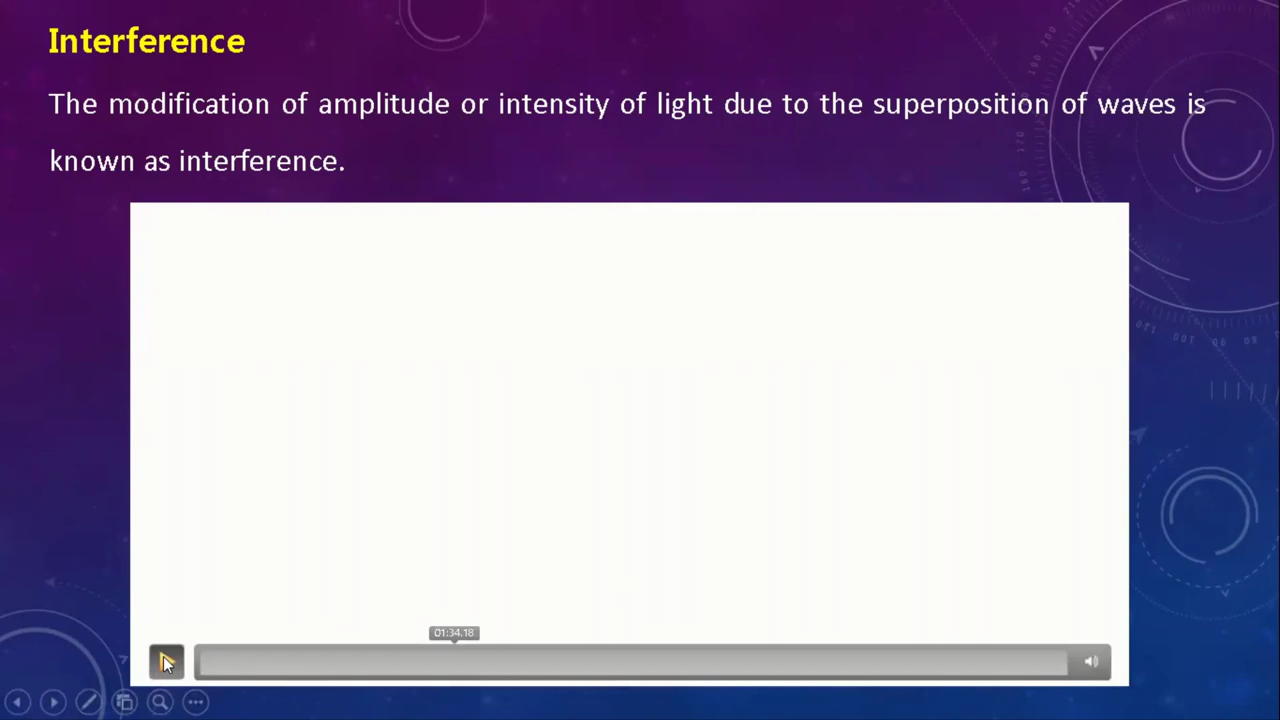 Interference
The modification of amplitude or intensity of light due to the superposition of waves is
known as interference.
01:34.18